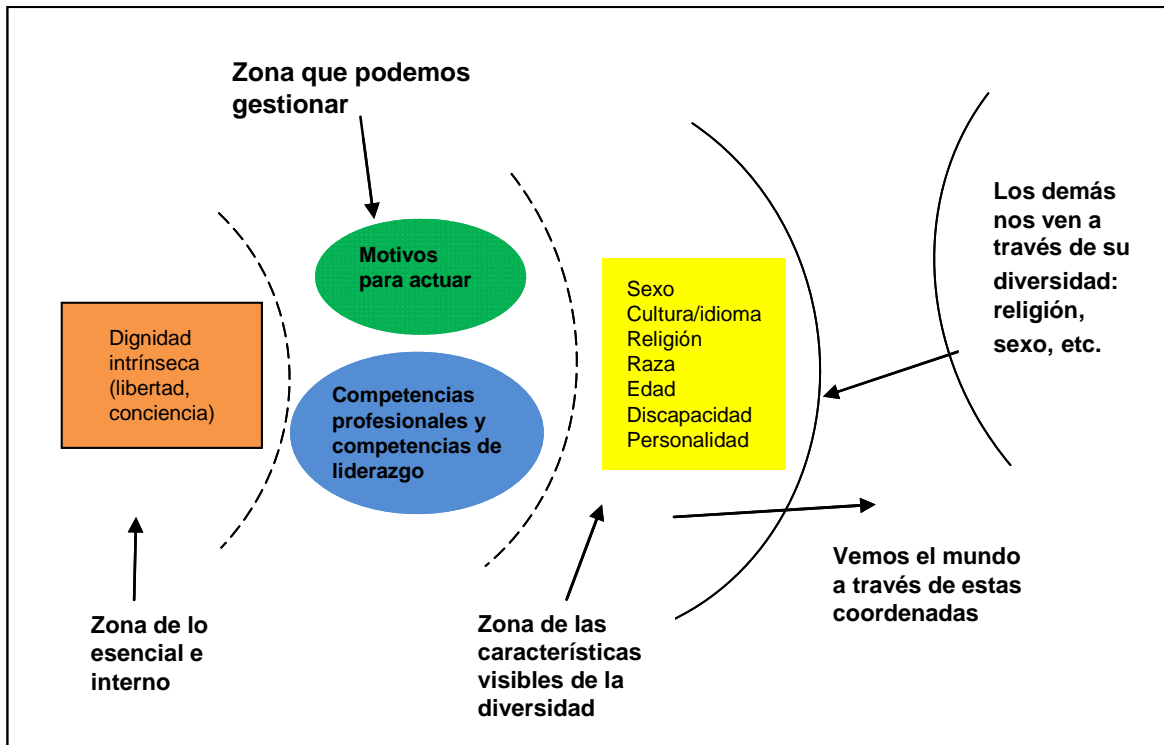 Zona que podemos
gestionar
Los demás
nos ven a
través de su
diversidad:
religión,
sexo, etc.
Motivos
para actuar
Sexo
Cultura/idioma
Religión
Raza
Edad
Discapacidad
Personalidad
Dignidad
intrínseca
(libertad,
conciencia)
Competencias
profesionales y
competencias de
liderazgo
Vemos el mundo
a través de estas
coordenadas
Zona de lo
esencial e
interno
Zona de las
características
visibles de la
diversidad